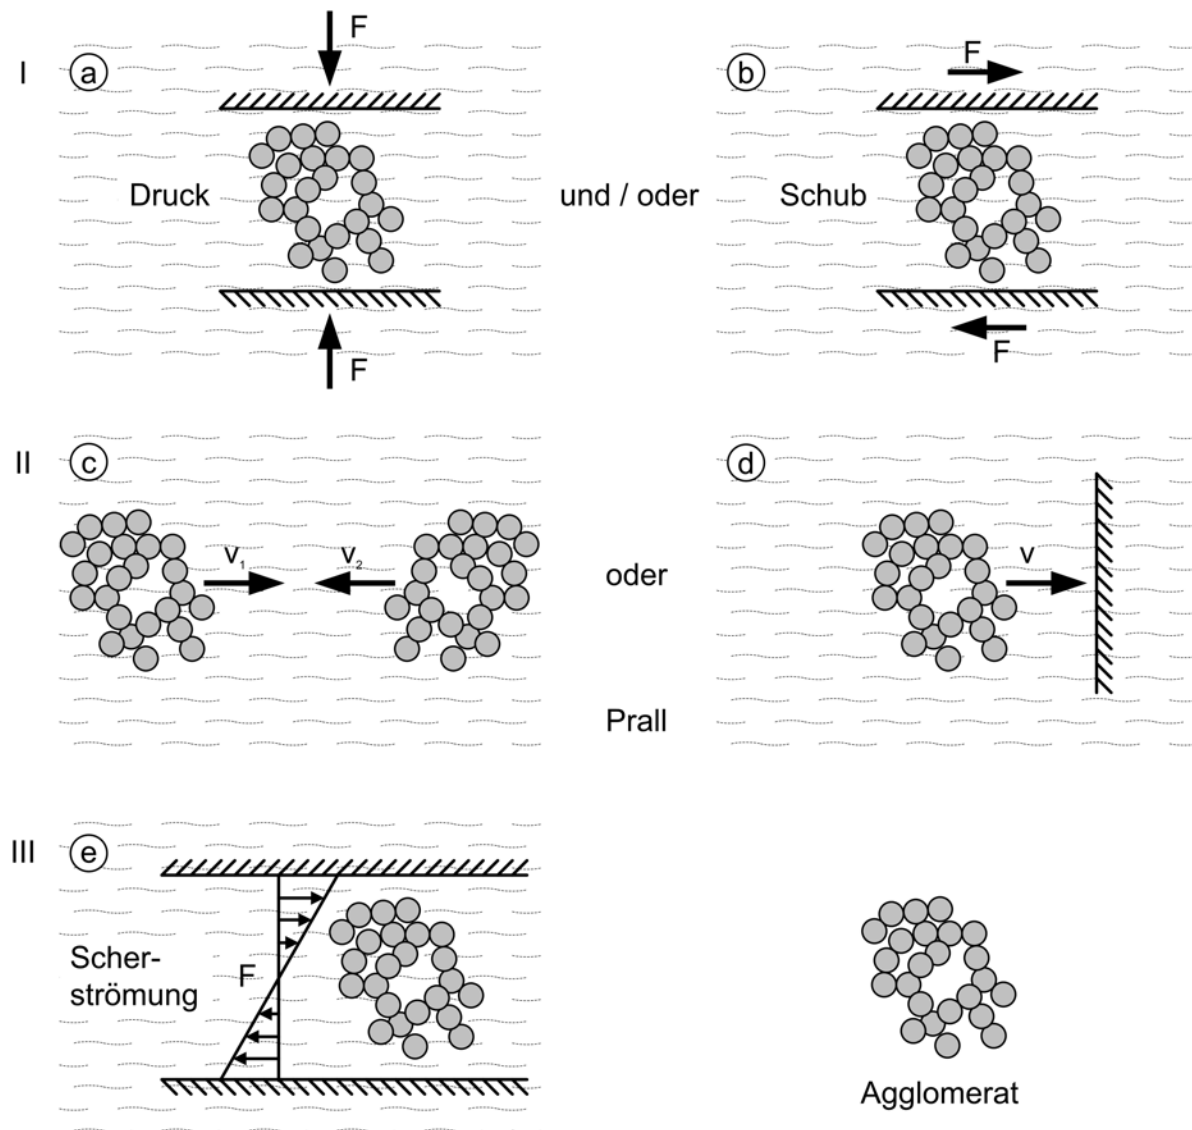 F
I
a
F
b
Druck
und / oder
Schub
F
F
II
c
d
v₁
v₂
oder
v
Prall
III
e
Scher-
strömung
F
Agglomerat